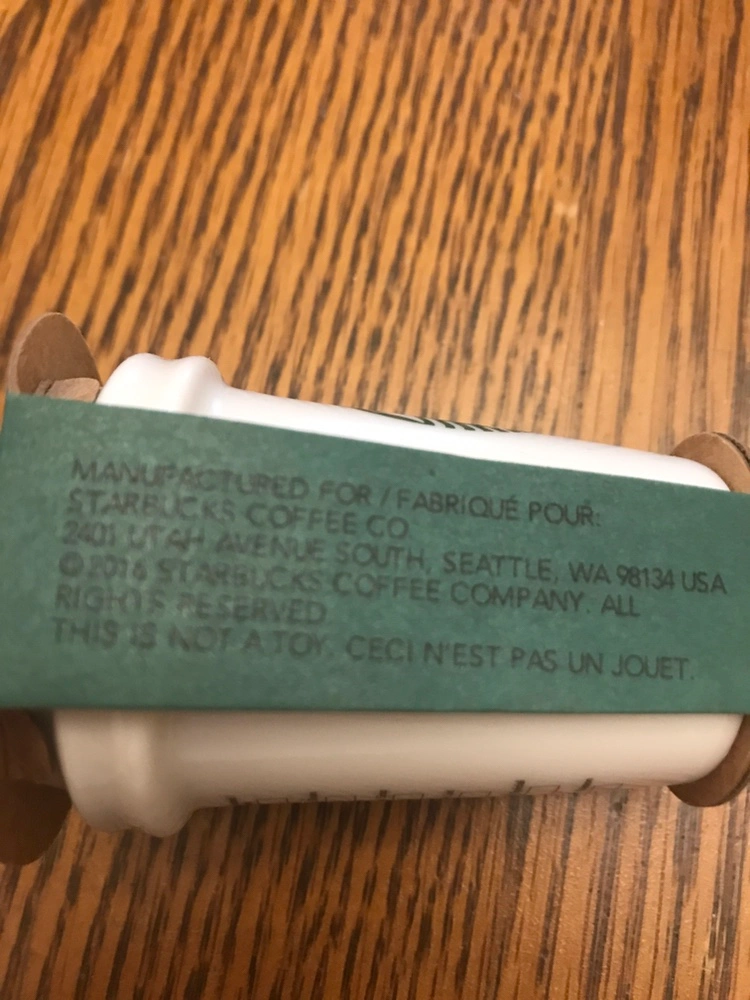 MANUFACTURED FOR / FABRIQUÉ POUR:
STARBUCKS COFFEE CO.
2401 UTAH AVENUE SOUTH, SEATTLE, WA 98134 USA
©2016 STARBUCKS COFFEE COMPANY. ALL
RIGHTS RESERVED
THIS IS NOT A TOY. CECI N'EST PAS UN JOUET.